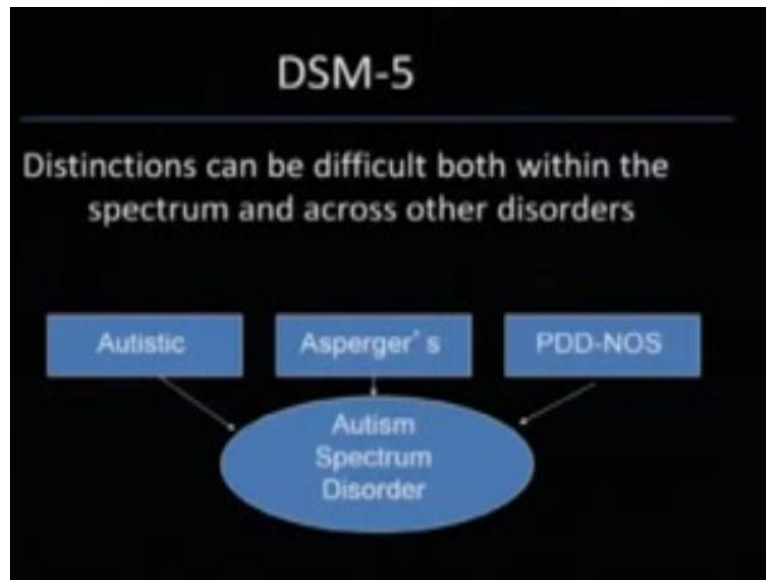 DSM-5
Distinctions can be difficult both within the
spectrum and across other disorders
Autistic
Asperger's
PDD-NOS
Autism
Spectrum
Disorder